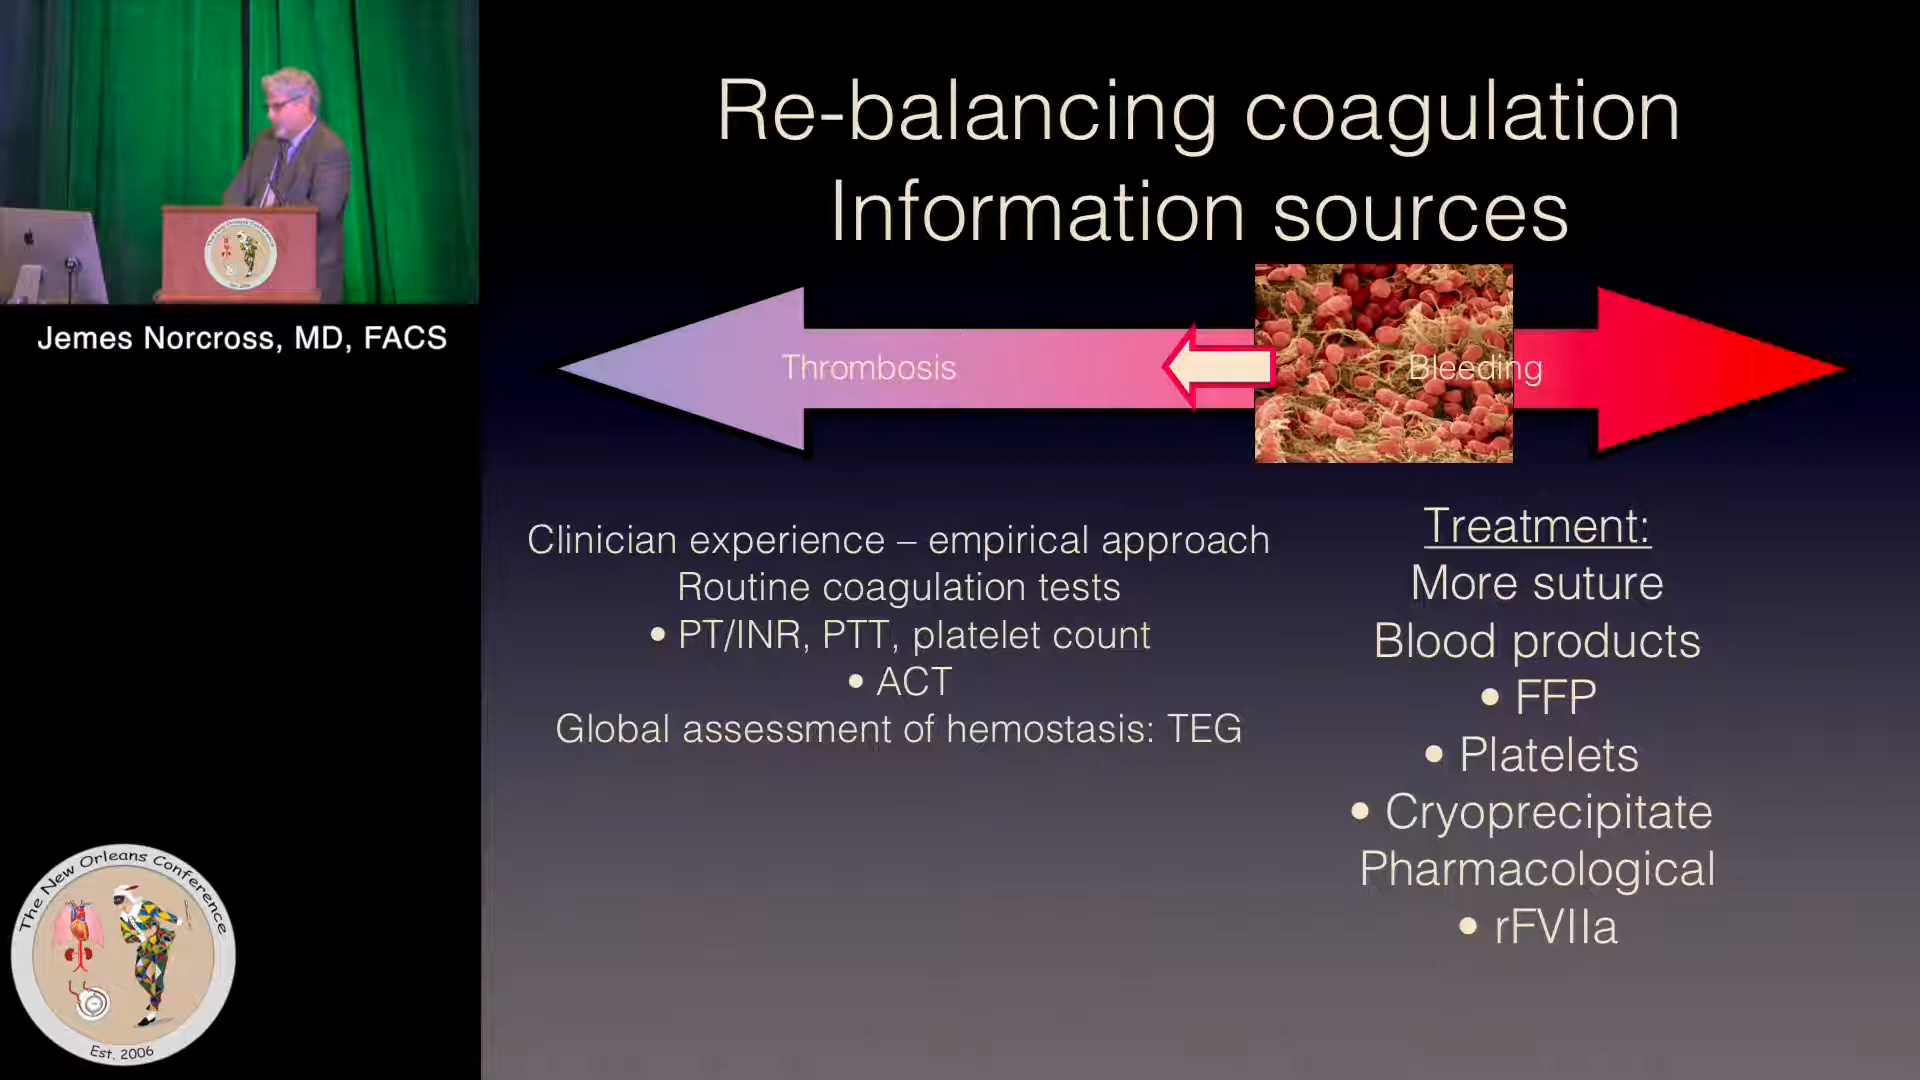 Re-balancing coagulation
Information sources
Jemes Norcross, MD, FACS
Thrombosis
Bleeding
Clinician experience – empirical approach
Routine coagulation tests
• PT/INR, PTT, platelet count
• ACT
Global assessment of hemostasis: TEG
Treatment:
More suture
Blood products
• FFP
• Platelets
• Cryoprecipitate
Pharmacological
• rFVIIa
The New Orleans Conference
Est. 2006